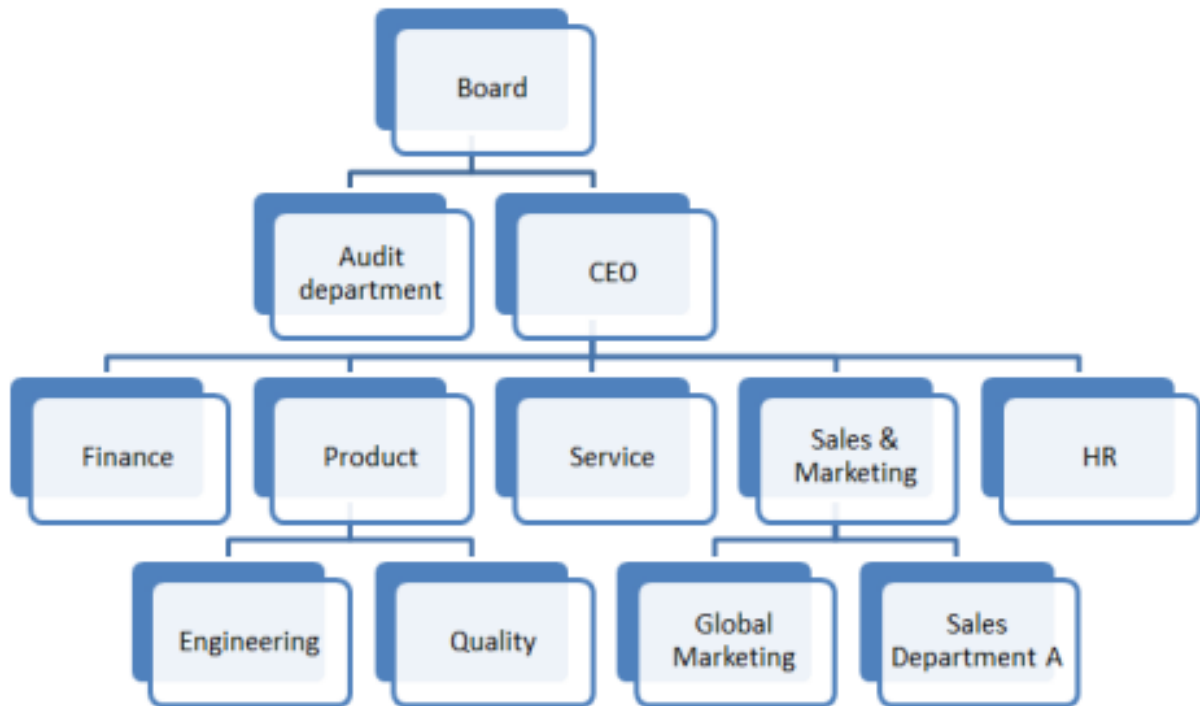 Board
Audit
department
CEO
Finance
Product
Service
Sales &
Marketing
HR
Engineering
Quality
Global
Marketing
Sales
Department A